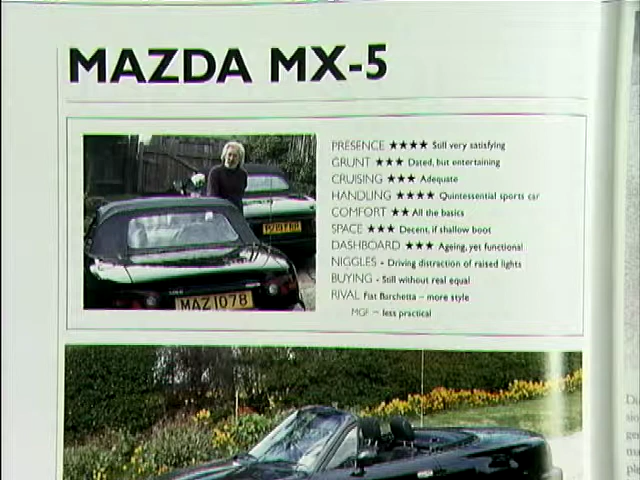 MAZDA MX-5
PRESENCE ★★★★ Still very satisfying
GRUNT ★★★ Dated, but entertaining
CRUISING ★★★ Adequate
HANDLING ★★★★ Quintessential sports car
COMFORT ★★ All the basics
SPACE ★★★ Decent, if shallow boot
DASHBOARD ★★★ Ageing, yet functional
NIGGLES - Driving distraction of raised lights
BUYING - Still without real equal
RIVAL Fiat Barchetta – more style
MGF – less practical
MAZ 1078